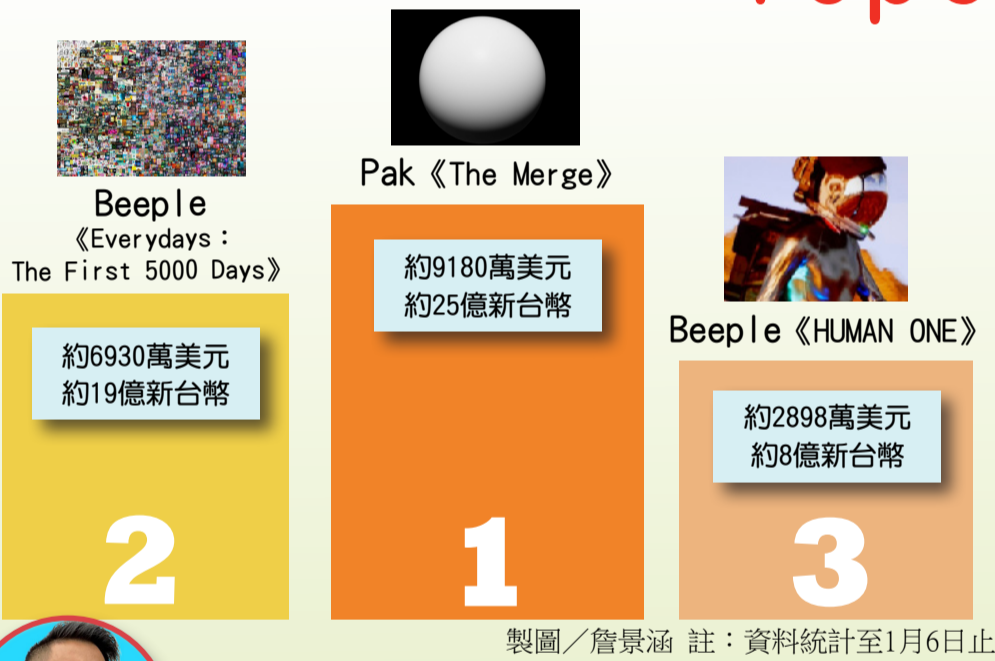 Beeple
《Everydays：
The First 5000 Days》
約6930萬美元
約19億新台幣
2
Pak《The Merge》
約9180萬美元
約25億新台幣
1
Beeple《HUMAN ONE》
約2898萬美元
約8億新台幣
3
製圖／詹景涵 註：資料統計至1月6日止